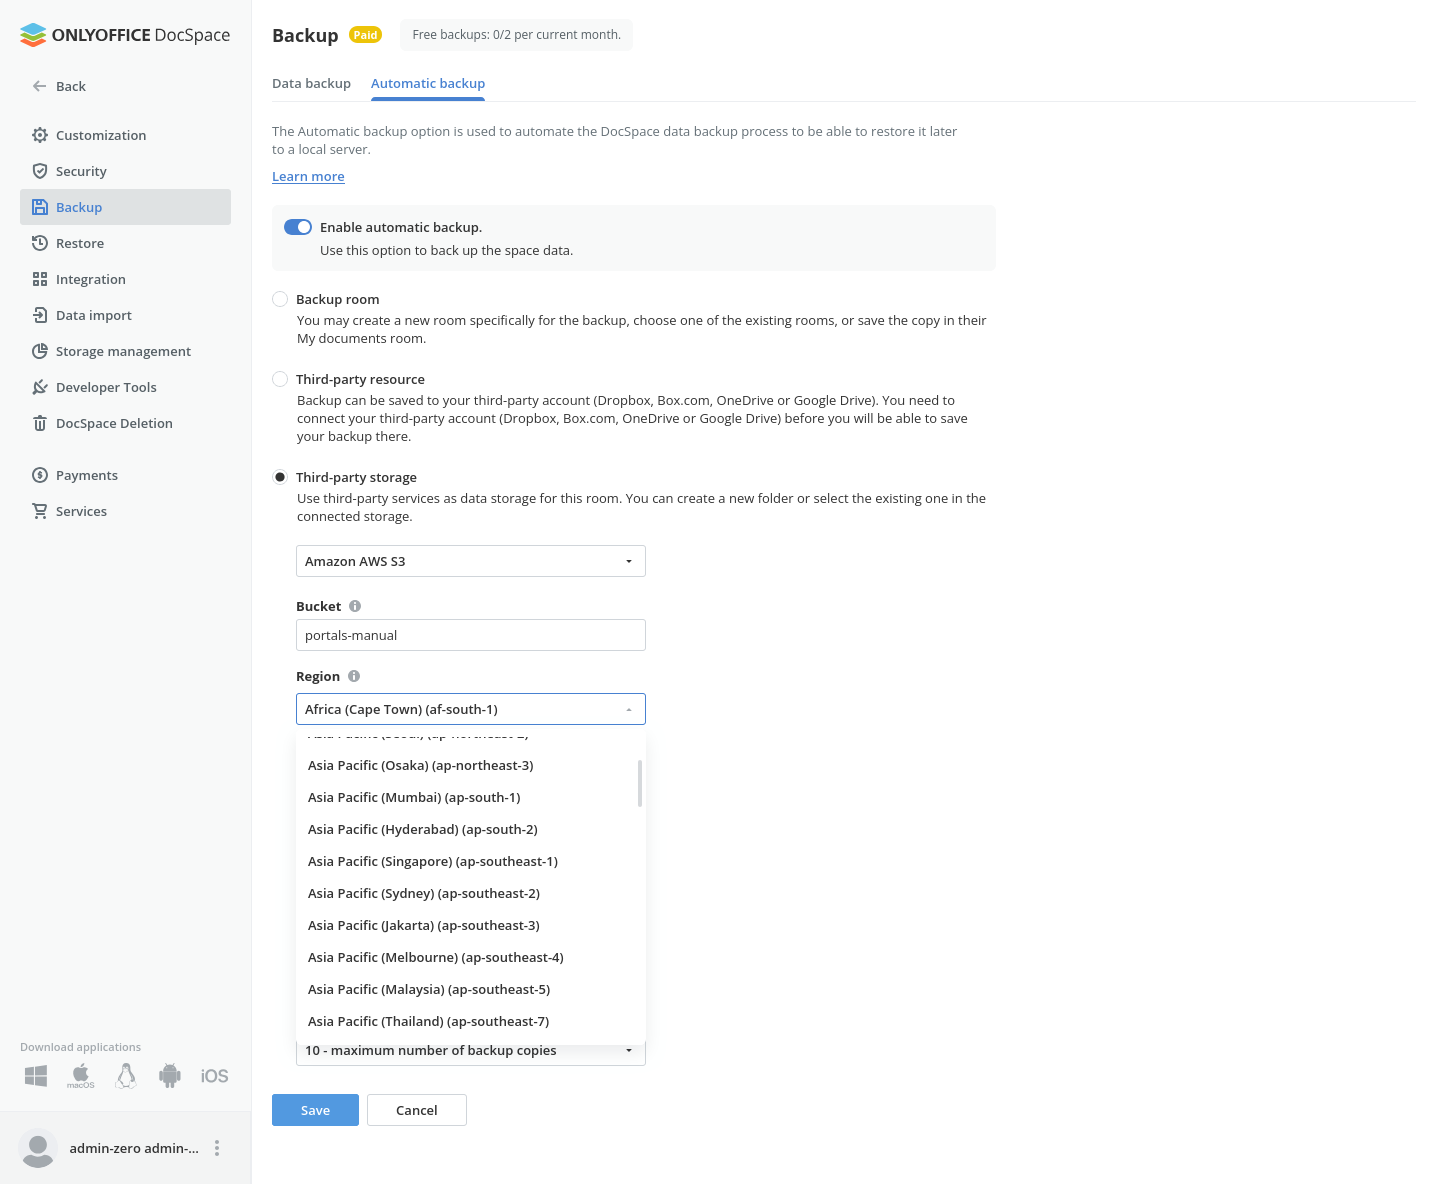 ONLYOFFICE DocSpace
Back
Customization
Security
Backup
Restore
Integration
Data import
Storage management
Developer Tools
DocSpace Deletion
Payments
Services
Download applications
macOS
iOS
admin-zero admin-...
Backup
Paid
Free backups: 0/2 per current month.
Data backup
Automatic backup
The Automatic backup option is used to automate the DocSpace data backup process to be able to restore it later
to a local server.
Learn more
Enable automatic backup.
Use this option to back up the space data.
Backup room
You may create a new room specifically for the backup, choose one of the existing rooms, or save the copy in their
My documents room.
Third-party resource
Backup can be saved to your third-party account (Dropbox, Box.com, OneDrive or Google Drive). You need to
connect your third-party account (Dropbox, Box.com, OneDrive or Google Drive) before you will be able to save
your backup there.
Third-party storage
Use third-party services as data storage for this room. You can create a new folder or select the existing one in the
connected storage.
Amazon AWS S3
Bucket
portals-manual
Region
Africa (Cape Town) (af-south-1)
Asia Pacific (Seoul) (ap-northeast-2)
Asia Pacific (Osaka) (ap-northeast-3)
Asia Pacific (Mumbai) (ap-south-1)
Asia Pacific (Hyderabad) (ap-south-2)
Asia Pacific (Singapore) (ap-southeast-1)
Asia Pacific (Sydney) (ap-southeast-2)
Asia Pacific (Jakarta) (ap-southeast-3)
Asia Pacific (Melbourne) (ap-southeast-4)
Asia Pacific (Malaysia) (ap-southeast-5)
Asia Pacific (Thailand) (ap-southeast-7)
10 - maximum number of backup copies
Save
Cancel